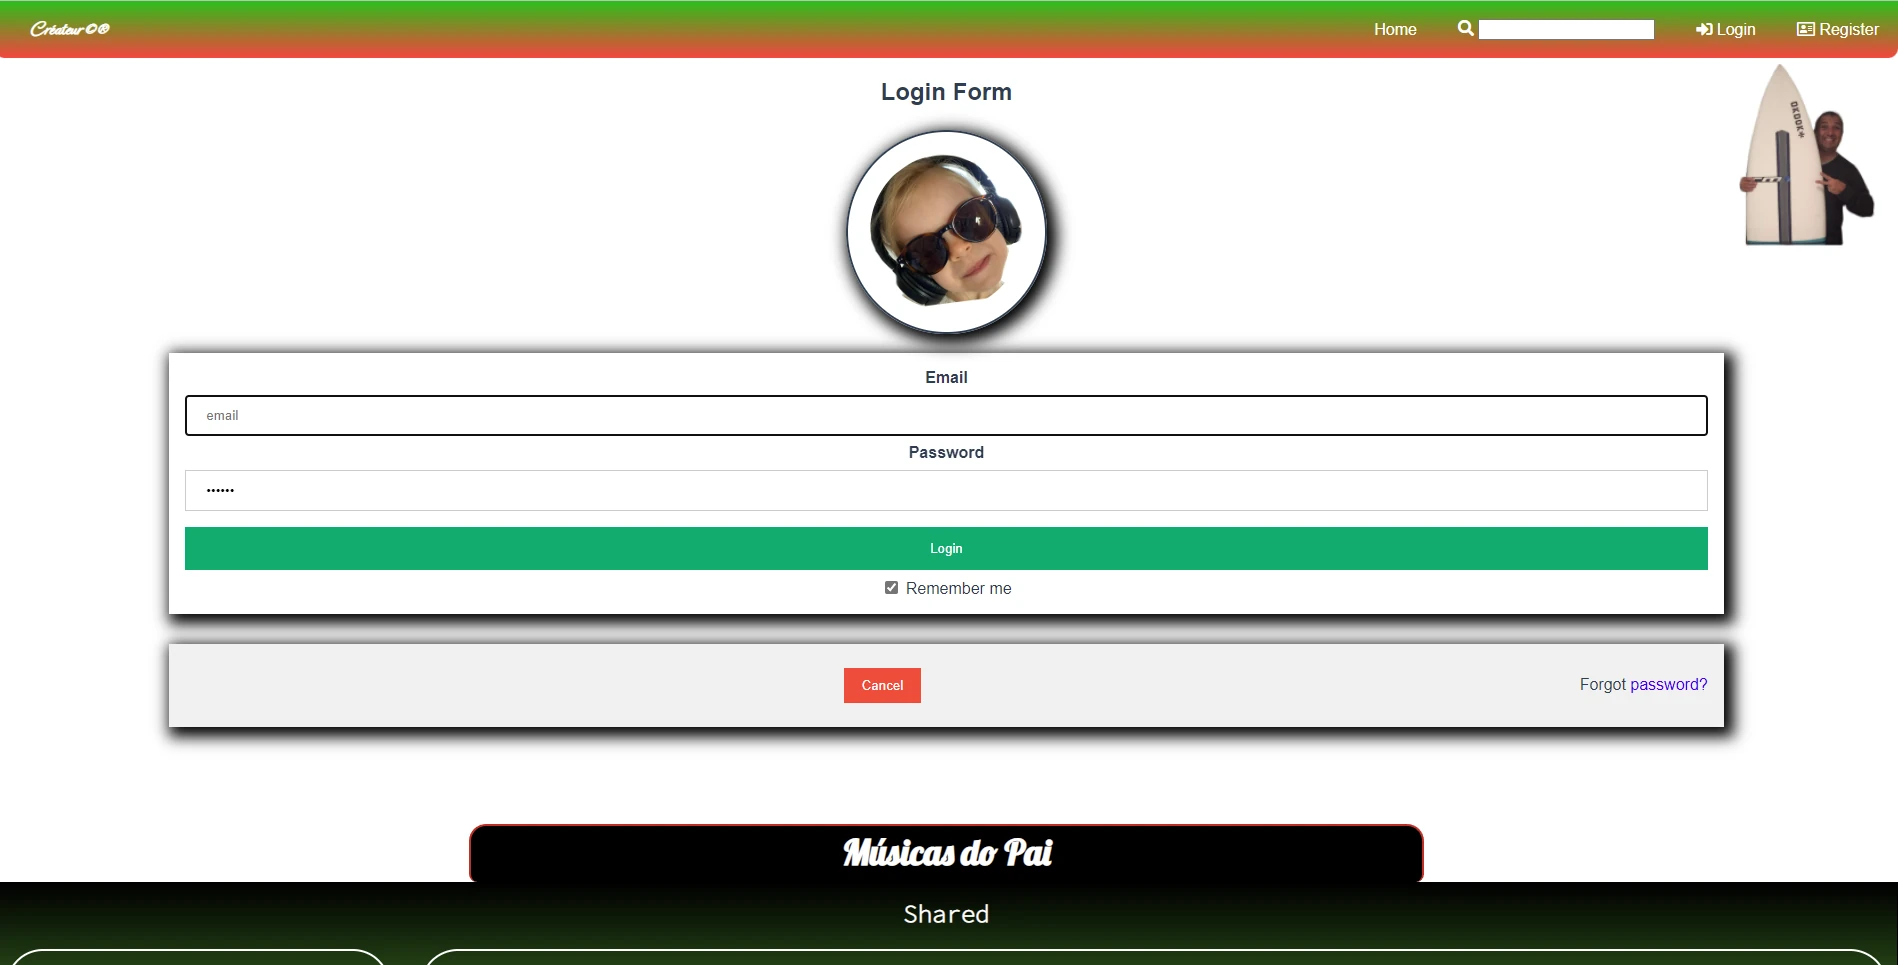 Créateur©®
Home
Login
Register
Login Form
OKDOK
Email
email
Password
••••••
Login
Remember me
Cancel
Forgot password?
Músicas do Pai
Shared